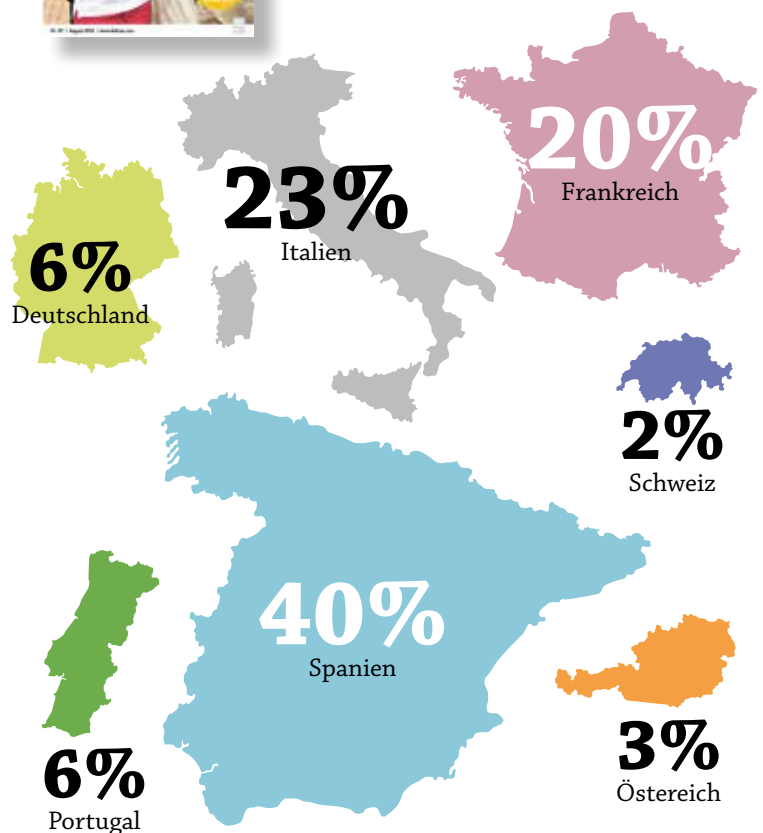 20%
Frankreich
23%
Italien
6%
Deutschland
2%
Schweiz
40%
Spanien
3%
Östereich
6%
Portugal